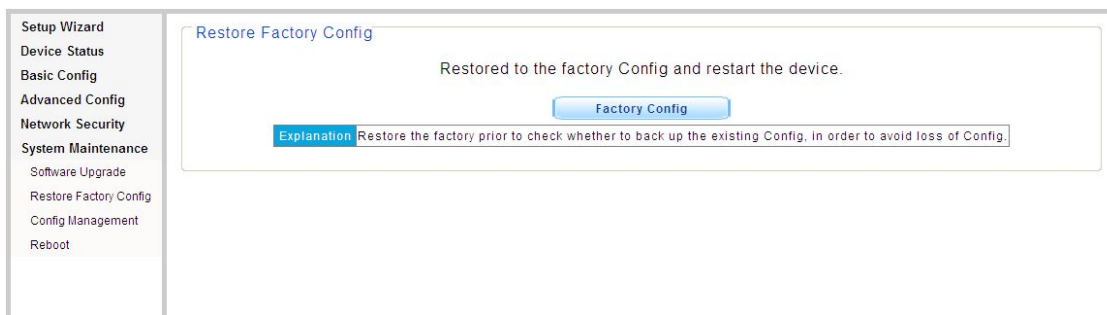 Setup Wizard
Device Status
Basic Config
Advanced Config
Network Security
System Maintenance
Software Upgrade
Restore Factory Config
Config Management
Reboot
Restore Factory Config
Restored to the factory Config and restart the device.
Factory Config
Explanation Restore the factory prior to check whether to back up the existing Config, in order to avoid loss of Config.